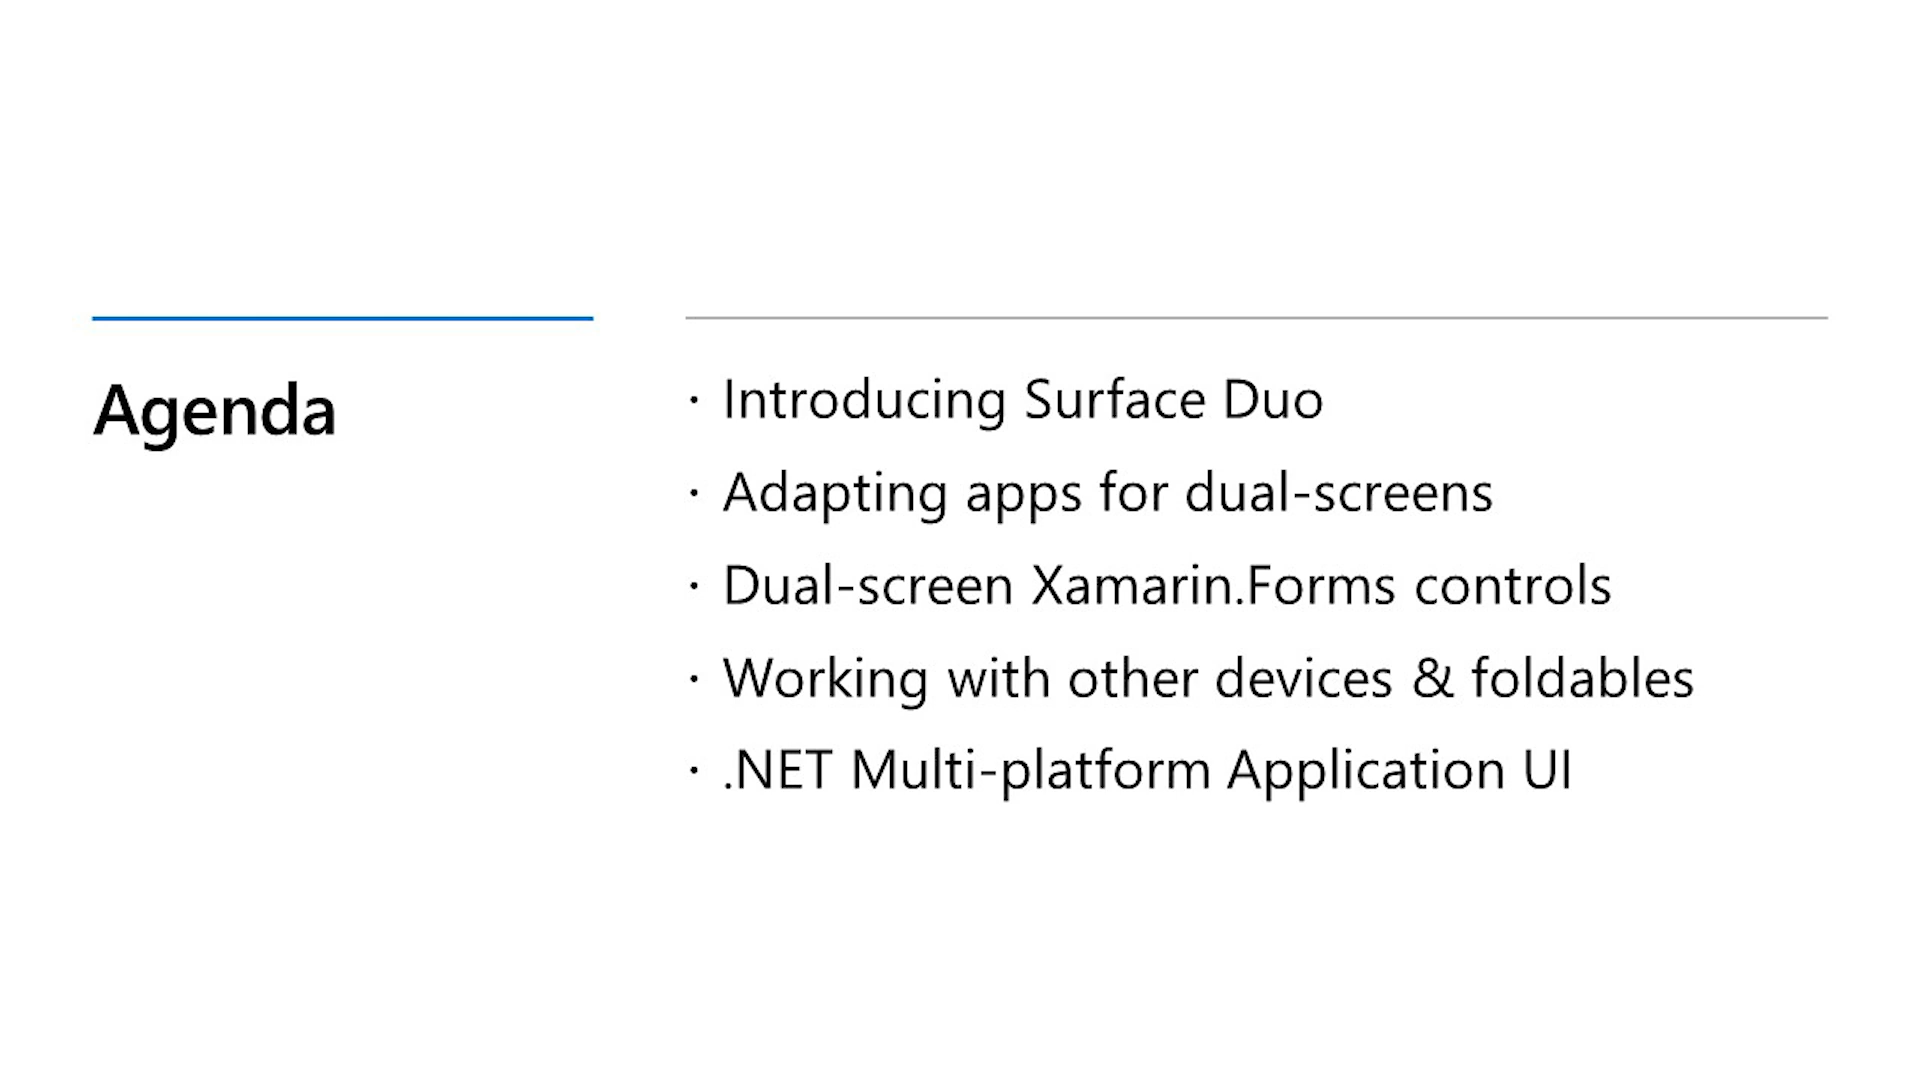 Agenda
· Introducing Surface Duo
· Adapting apps for dual-screens
· Dual-screen Xamarin.Forms controls
· Working with other devices & foldables
· .NET Multi-platform Application UI